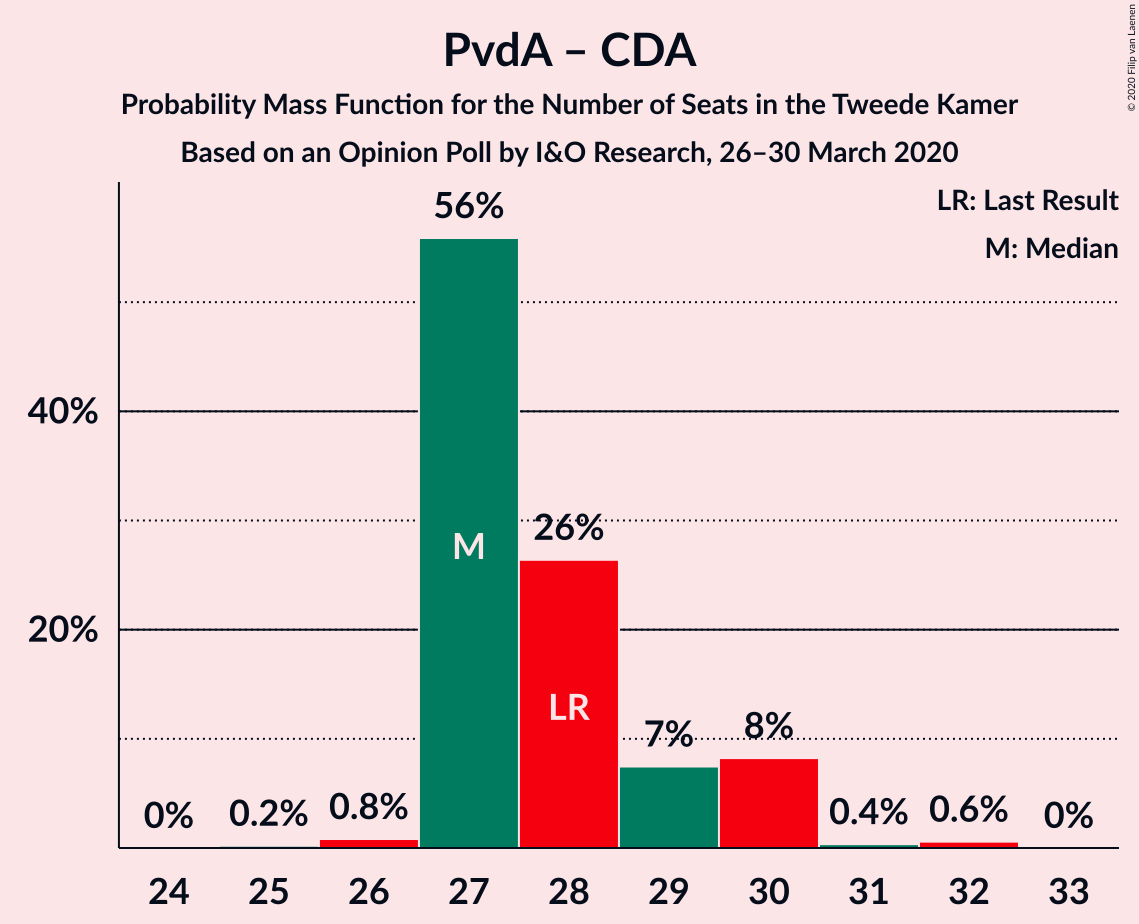 PvdA – CDA
Probability Mass Function for the Number of Seats in the Tweede Kamer
Based on an Opinion Poll by I&O Research, 26–30 March 2020
© 2020 Filip van Laenen
LR: Last Result
M: Median
56%
40%
26%
M
20%
LR
7%
8%
0%
0.2%
0.8%
0.4%
0.6%
0%
24 25 26 27 28 29 30 31 32 33